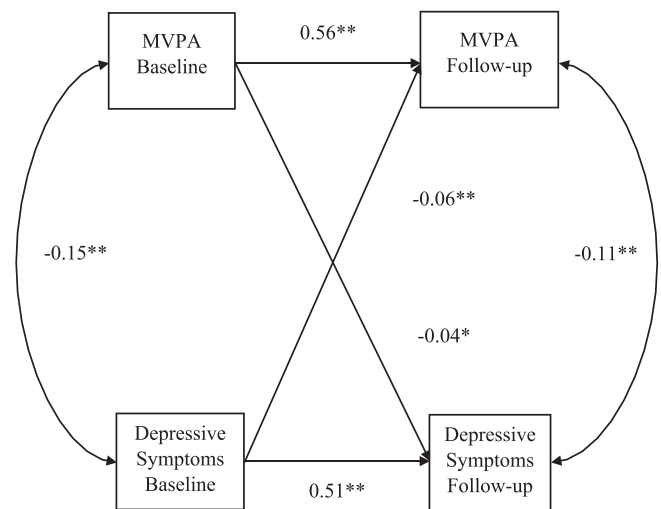 MVPA
Baseline
0.56**
MVPA
Follow-up
-0.06**
-0.15**
-0.11**
-0.04*
Depressive
Symptoms
Baseline
0.51**
Depressive
Symptoms
Follow-up